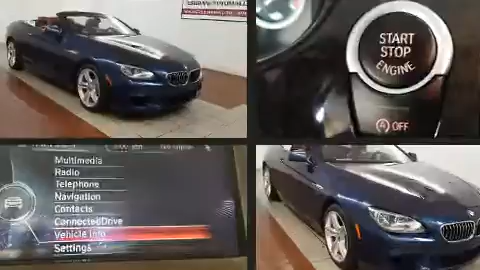 START
STOP
ENGINE
OFF
Multimedia
Radio
Telephone
Navigation
Contacts
ConnectedDrive
Vehicle info
Settings